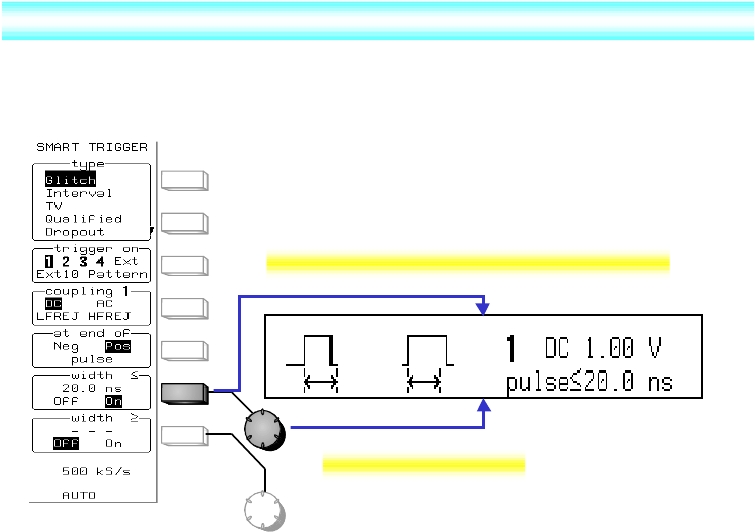 SMART TRIGGER
type
Glitch
Interval
TV
Qualified
Dropout
trigger on
1 2 3 4 Ext
Ext10 Pattern
coupling 1
DC AC
LFREJ HFREJ
at end of
Neg Pos
pulse
width ≤
20.0 ns
Off On
width ≥
- - -
Off On
500 kS/s
AUTO
1 DC 1.00 V
pulse≤20.0 ns